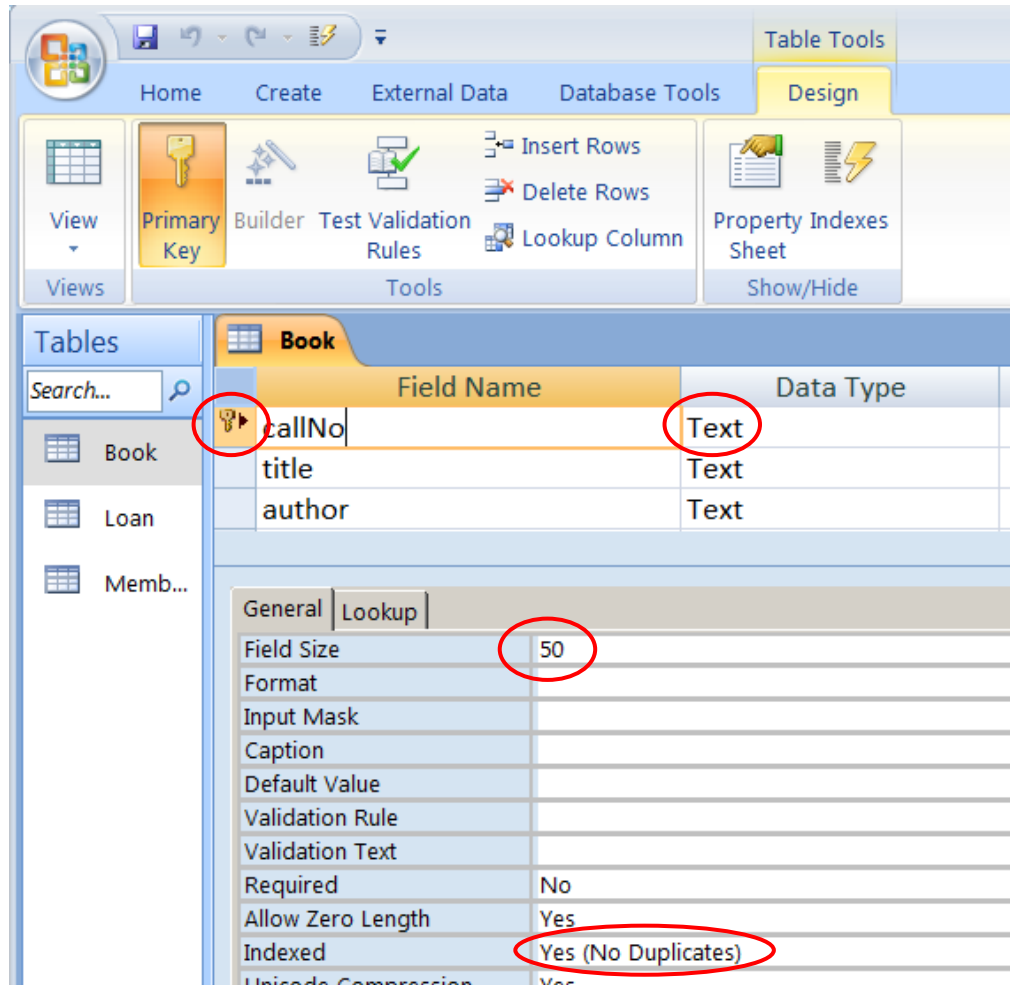 Table Tools
Home Create External Data Database Tools Design
View
Primary Key
Builder
Test Validation Rules
Insert Rows
Delete Rows
Lookup Column
Property Sheet
Indexes
Views Tools Show/Hide
Tables
Search...
Book
Loan
Memb...
Book
Field Name Data Type
callNo Text
title Text
author Text
General Lookup
Field Size 50
Format
Input Mask
Caption
Default Value
Validation Rule
Validation Text
Required No
Allow Zero Length Yes
Indexed Yes (No Duplicates)
Unicode Compression Yes